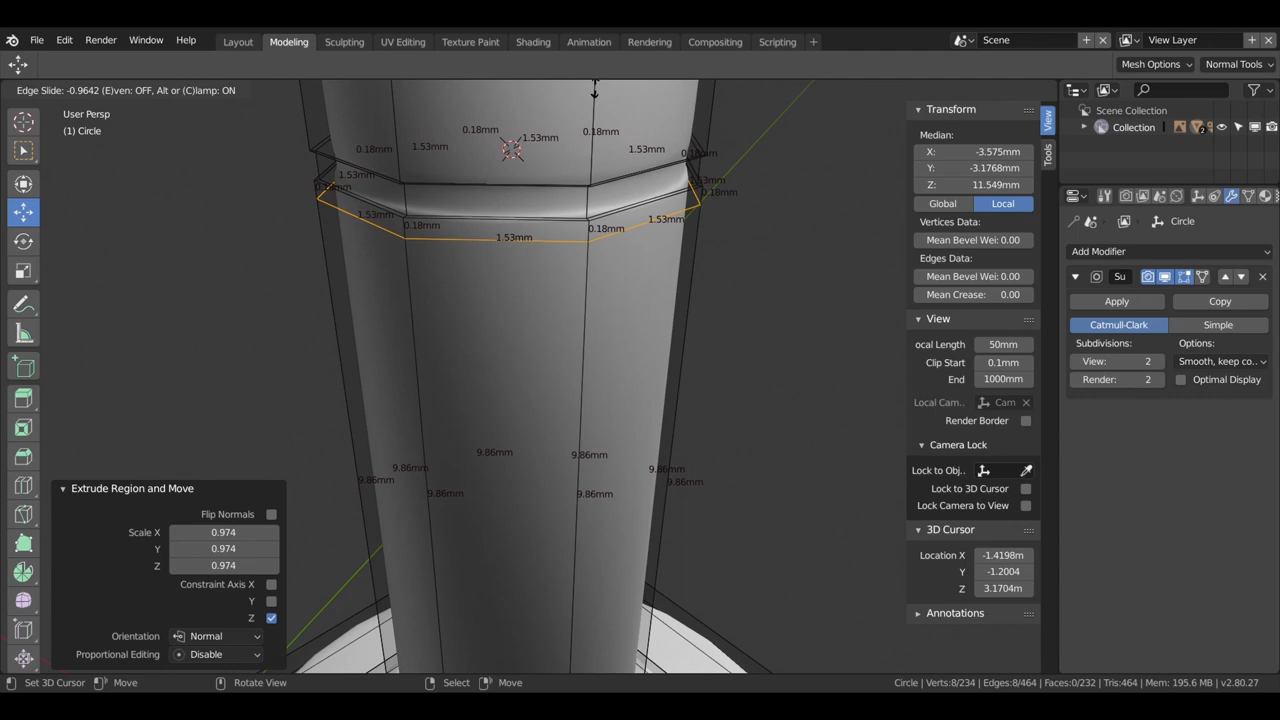 File Edit Render Window Help Layout Modeling Sculpting UV Editing Texture Paint Shading Animation Rendering Compositing Scripting + Scene View Layer
Mesh Options Normal Tools
Edge Slide: -0.9642 (E)ven: OFF, Alt or (C)lamp: ON
User Persp
(1) Circle
0.18mm 1.53mm 0.18mm
0.18mm 1.53mm 1.53mm 0.18mm
1.53mm
0.18mm
1.53mm 0.18mm 1.53mm
0.18mm 0.18mm
1.53mm
9.86mm 9.86mm
9.86mm 9.86mm
9.86mm 9.86mm
9.86mm 9.86mm
Extrude Region and Move
Flip Normals
Scale X 0.974
Y 0.974
Z 0.974
Constraint Axis X
Y
Z
Orientation Normal
Proportional Editing Disable
Transform
Median:
X: -3.575mm
Y: -3.1768mm
Z: 11.549mm
Global Local
Vertices Data:
Mean Bevel Wei: 0.00
Edges Data:
Mean Bevel Wei: 0.00
Mean Crease: 0.00
View
ocal Length 50mm
Clip Start 0.1mm
End 1000mm
Local Cam.. Cam
Render Border
Camera Lock
Lock to Obj..
Lock to 3D Cursor
Lock Camera to View
3D Cursor
Location X -1.4198m
Y -1.2004
Z 3.1704m
Annotations
View
Tools
Scene Collection
Collection 2
Circle
Add Modifier
Su
Apply Copy
Catmull-Clark Simple
Subdivisions: Options:
View: 2 Smooth, keep co..
Render: 2 Optimal Display
Set 3D Cursor Move Rotate View Select Move Circle | Verts:8/234 | Edges:8/464 | Faces:0/232 | Tris:464 | Mem: 195.6 MB | v2.80.27